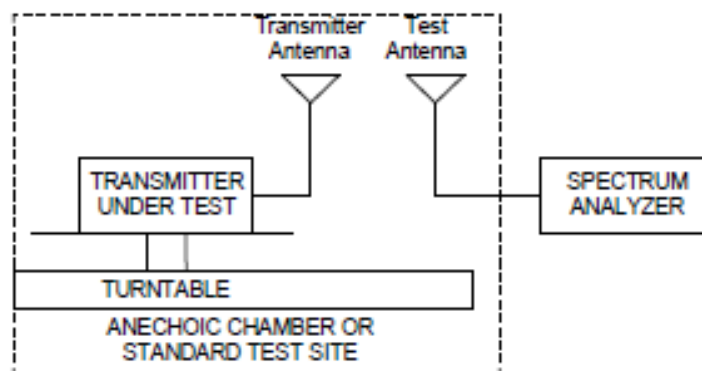 Transmitter
Antenna
Test
Antenna
TRANSMITTER
UNDER TEST
SPECTRUM
ANALYZER
TURNTABLE
ANECHOIC CHAMBER OR
STANDARD TEST SITE